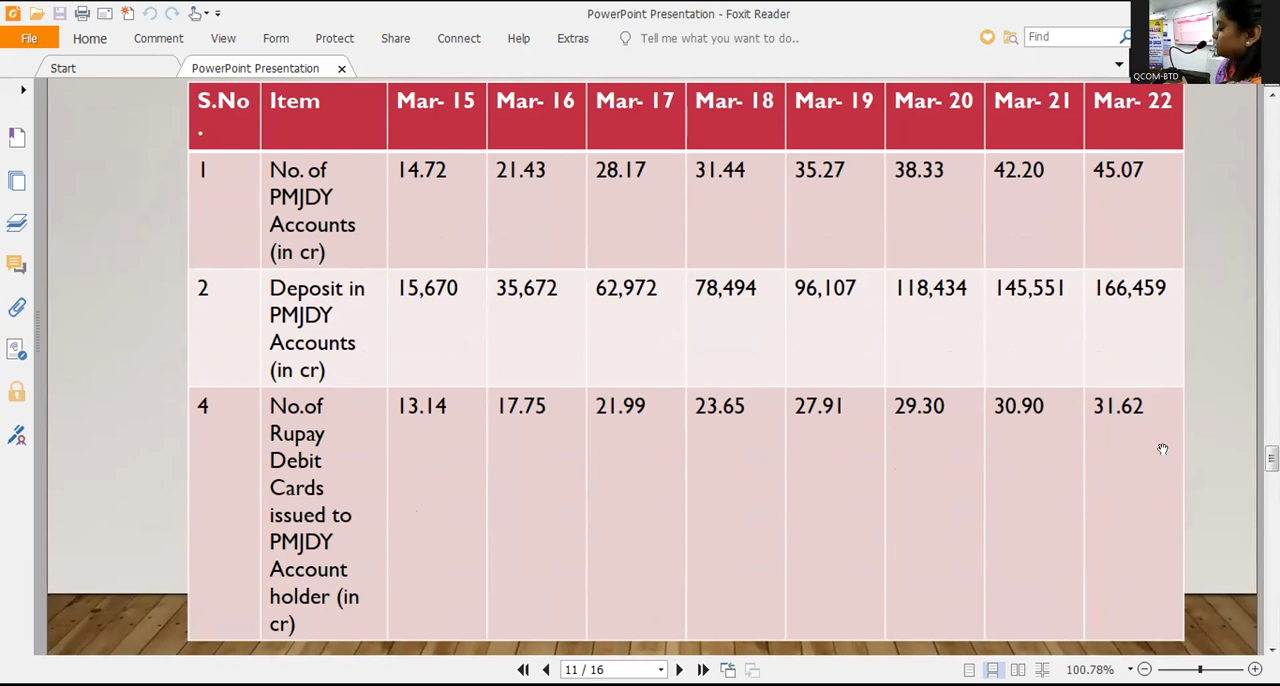 PowerPoint Presentation - Foxit Reader
File Home Comment View Form Protect Share Connect Help Extras Tell me what you want to do.. Find
QCOM-BTD
Start PowerPoint Presentation
S.No Item Mar- 15 Mar- 16 Mar- 17 Mar- 18 Mar- 19 Mar- 20 Mar- 21 Mar- 22
.
1 No. of 14.72 21.43 28.17 31.44 35.27 38.33 42.20 45.07
PMJDY
Accounts
(in cr)
2 Deposit in 15,670 35,672 62,972 78,494 96,107 118,434 145,551 166,459
PMJDY
Accounts
(in cr)
4 No.of 13.14 17.75 21.99 23.65 27.91 29.30 30.90 31.62
Rupay
Debit
Cards
issued to
PMJDY
Account
holder (in
cr)
11 / 16 100.78%